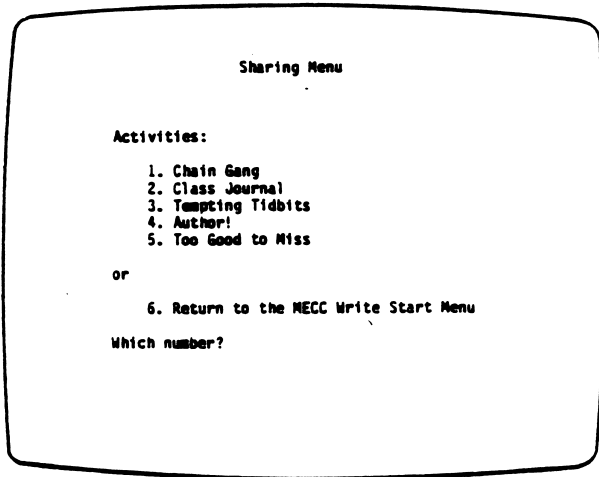 Sharing Menu
Activities:
1. Chain Gang
2. Class Journal
3. Tempting Tidbits
4. Author!
5. Too Good to Miss
or
6. Return to the MECC Write Start Menu
Which number?